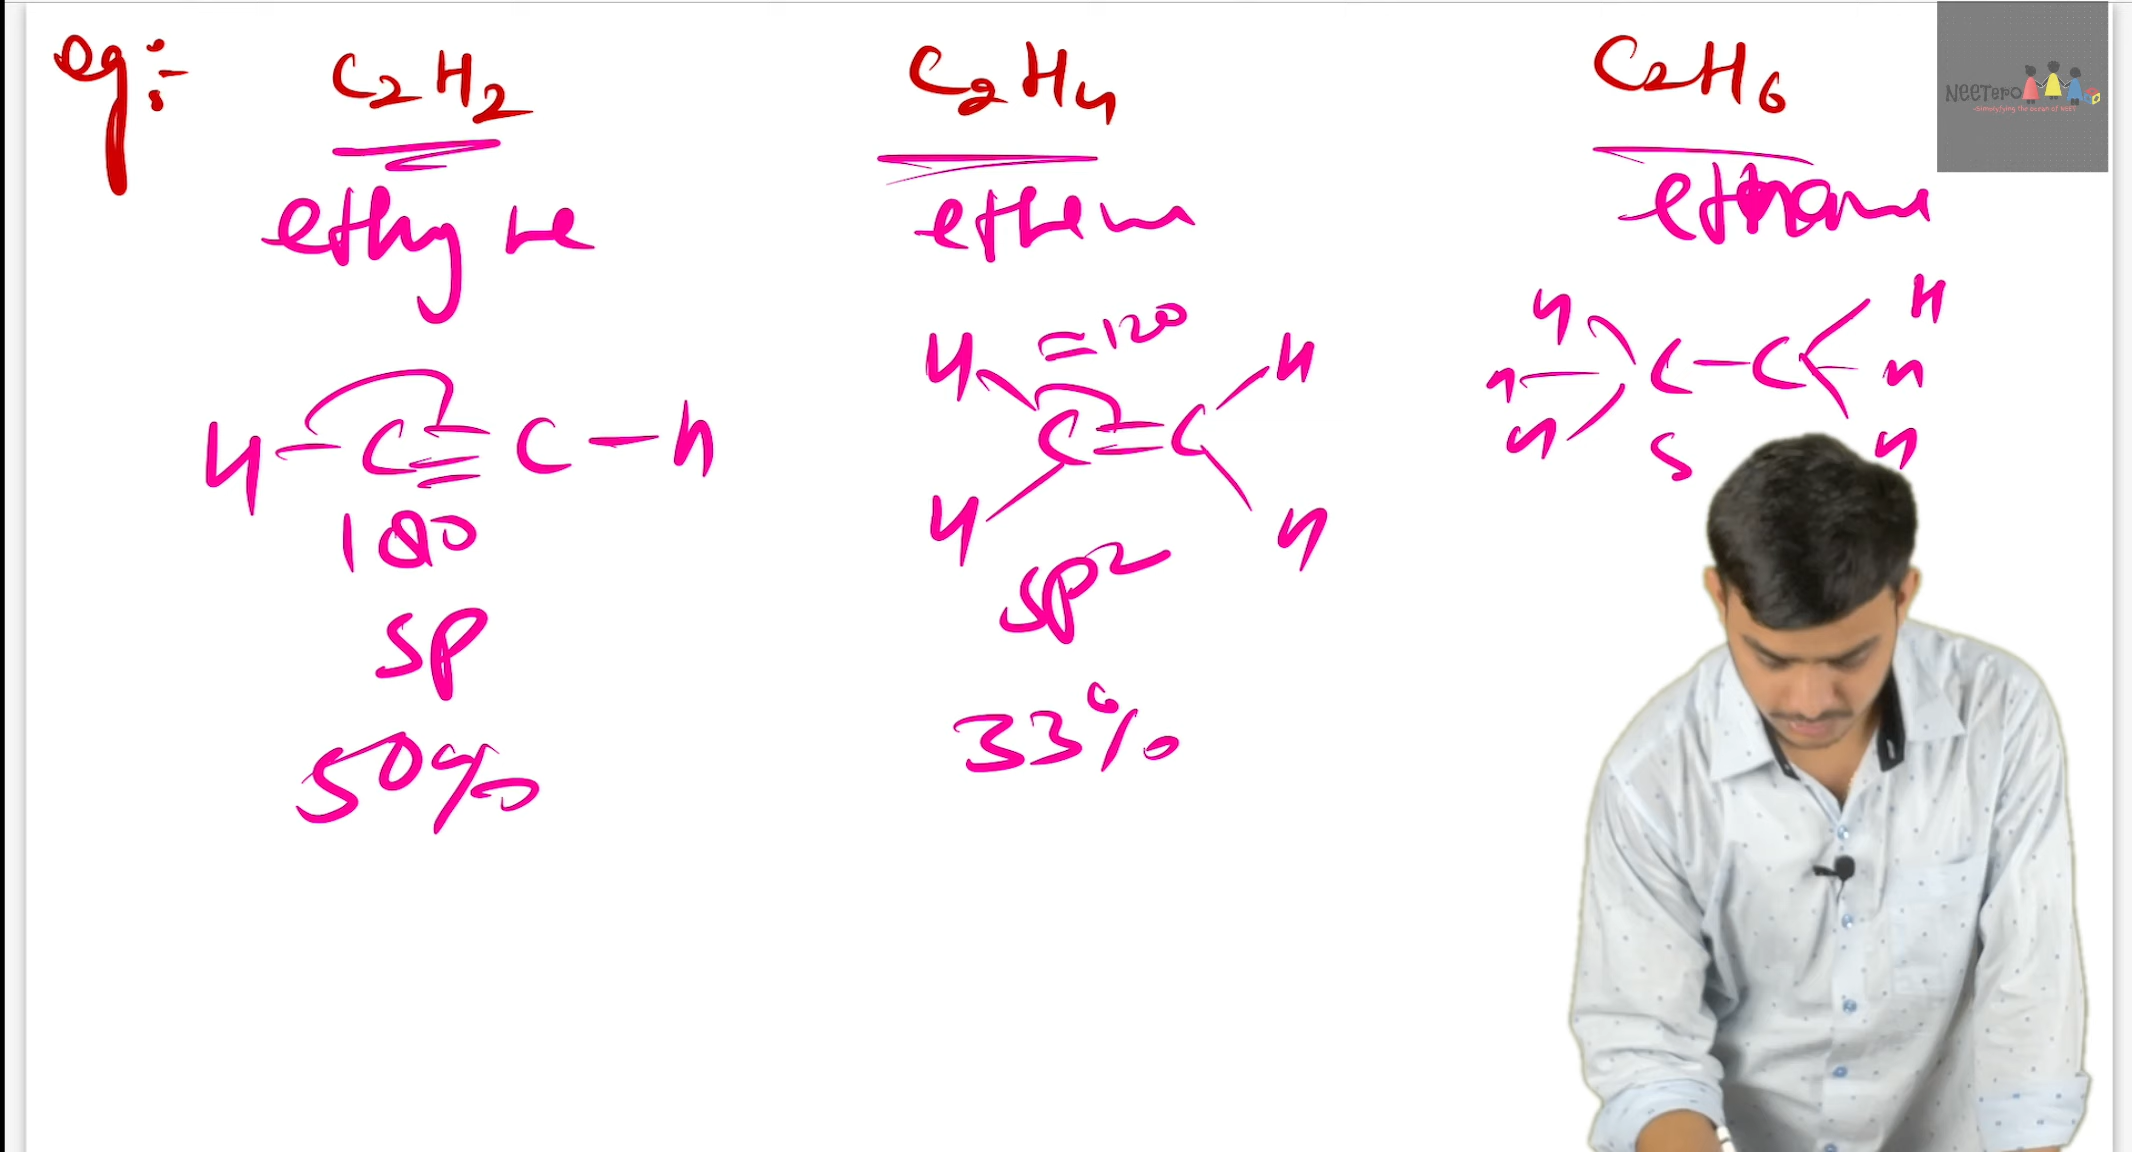 eg:-
C2H2
ethyne
H-C≡C-H
180
sp
50%
C2H4
ethene
=120
H H
C=C
H H
sp2
33%
C2H6
ethane
H H
H C-C H
H H
S
NEETero